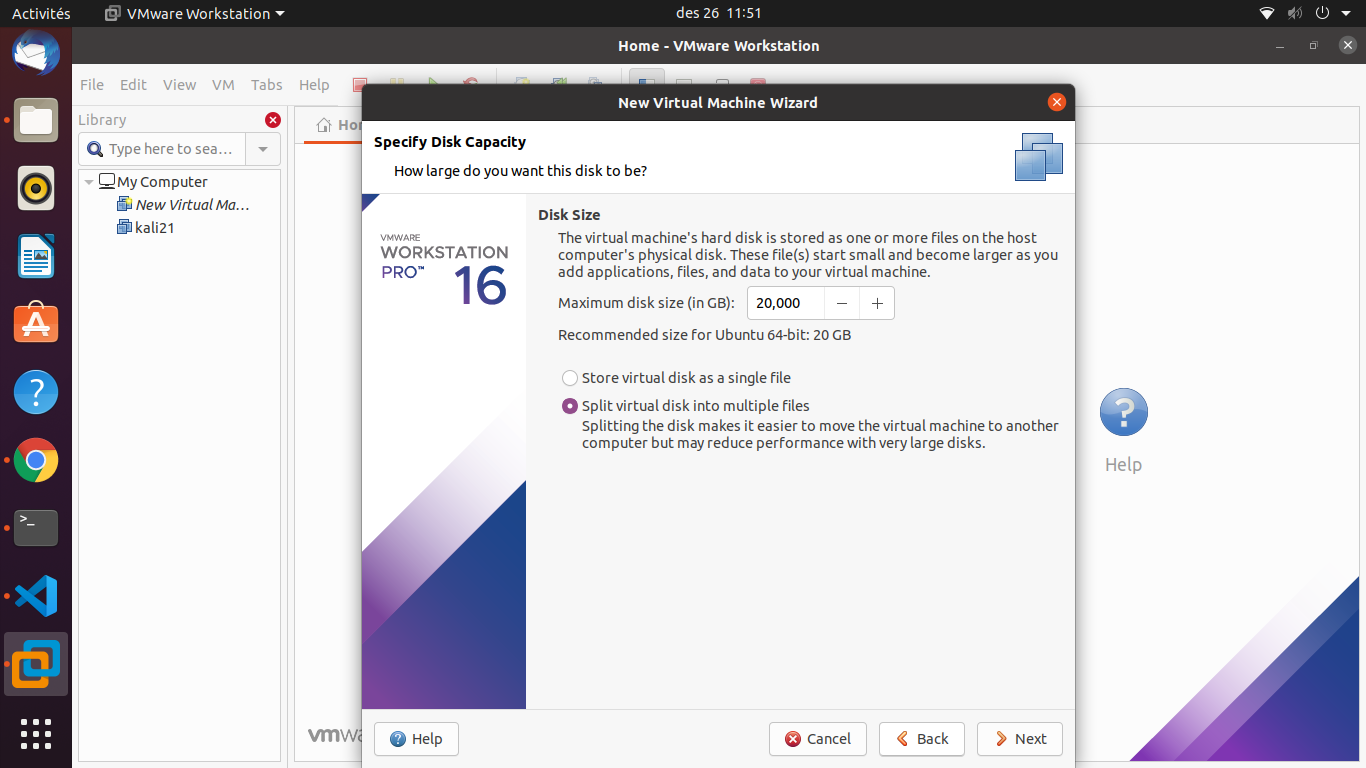 Activités
VMware Workstation
des 26 11:51
Home - VMware Workstation
File Edit View VM Tabs Help
Library
Type here to sea...
My Computer
New Virtual Ma...
kali21
New Virtual Machine Wizard
Specify Disk Capacity
How large do you want this disk to be?
VMWARE
WORKSTATION
PRO™ 16
Disk Size
The virtual machine's hard disk is stored as one or more files on the host
computer's physical disk. These file(s) start small and become larger as you
add applications, files, and data to your virtual machine.
Maximum disk size (in GB): 20,000
Recommended size for Ubuntu 64-bit: 20 GB
Store virtual disk as a single file
Split virtual disk into multiple files
Splitting the disk makes it easier to move the virtual machine to another
computer but may reduce performance with very large disks.
Help
Help
Cancel
Back
Next